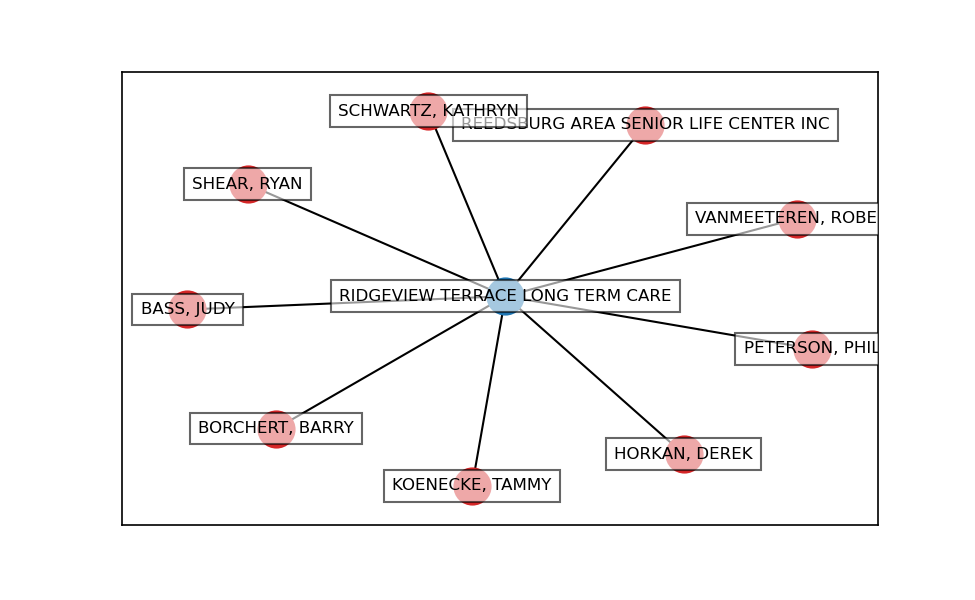 SCHWARTZ, KATHRYN
REEDSBURG AREA SENIOR LIFE CENTER INC
SHEAR, RYAN
VANMEETEREN, ROBE
RIDGEVIEW TERRACE LONG TERM CARE
BASS, JUDY
PETERSON, PHIL
BORCHERT, BARRY
HORKAN, DEREK
KOENECKE, TAMMY